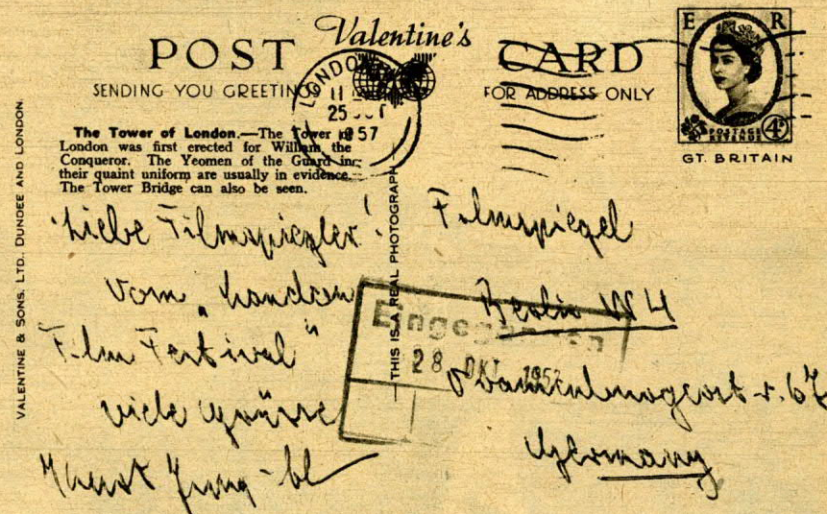 Valentine's
POST CARD
SENDING YOU GREETINGS
FOR ADDRESS ONLY
E R
POSTAGE
REVENUE
4D
GT. BRITAIN
LONDON
11
25 OCT
1957
The Tower of London.—The Tower of
London was first erected for William the
Conqueror. The Yeomen of the Guard in
their quaint uniform are usually in evidence.
The Tower Bridge can also be seen.
VALENTINE & SONS. LTD. DUNDEE AND LONDON.
THIS IS A REAL PHOTOGRAPH
Liebe Filmspiegler!
Vom "London
Film Festival"
viele Grüsse
Filmspiegel
Berlin N 4
Oranienburgerstr. 67
Germany
Eingegangen
28. OKT. 1957